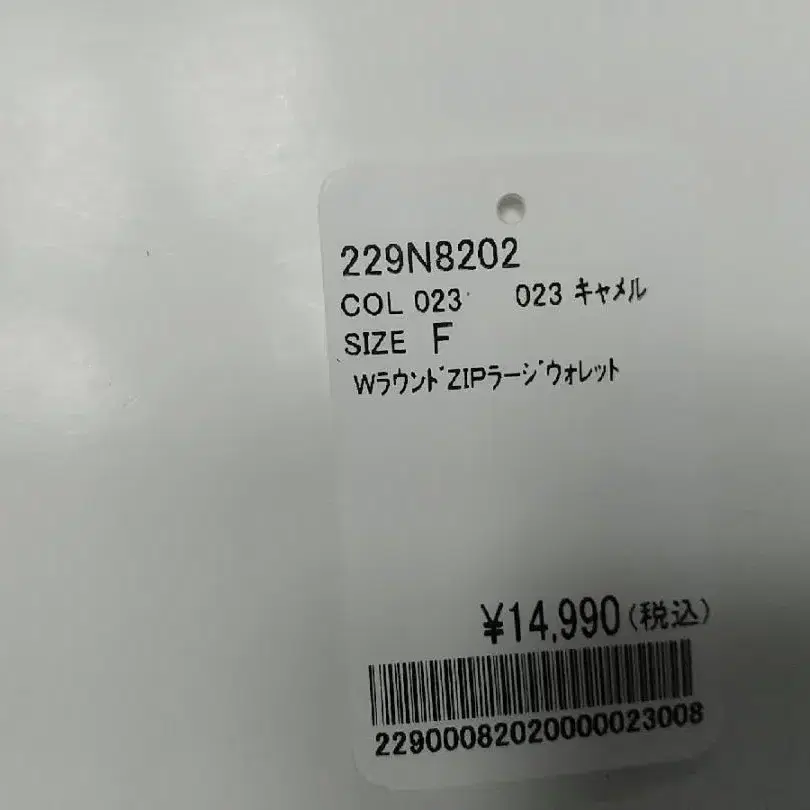 229N8202
COL 023 023 ｷｬﾒﾙ
SIZE F
WﾗｳﾝﾄﾞZIPﾗｰｼﾞｳｫﾚｯﾄ
¥14,990(税込)
22900082020000023008